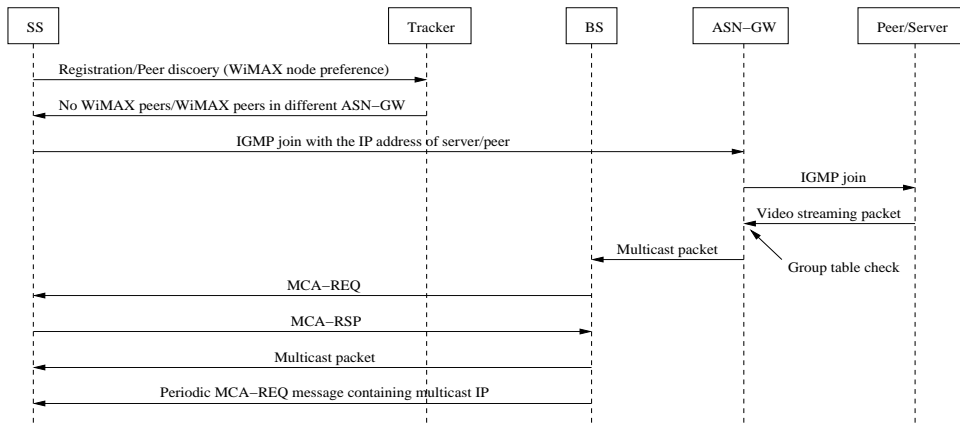 SS
Tracker
BS
ASN−GW
Peer/Server
Registration/Peer discoery (WiMAX node preference)
No WiMAX peers/WiMAX peers in different ASN−GW
IGMP join with the IP address of server/peer
IGMP join
Video streaming packet
Multicast packet
Group table check
MCA−REQ
MCA−RSP
Multicast packet
Periodic MCA−REQ message containing multicast IP